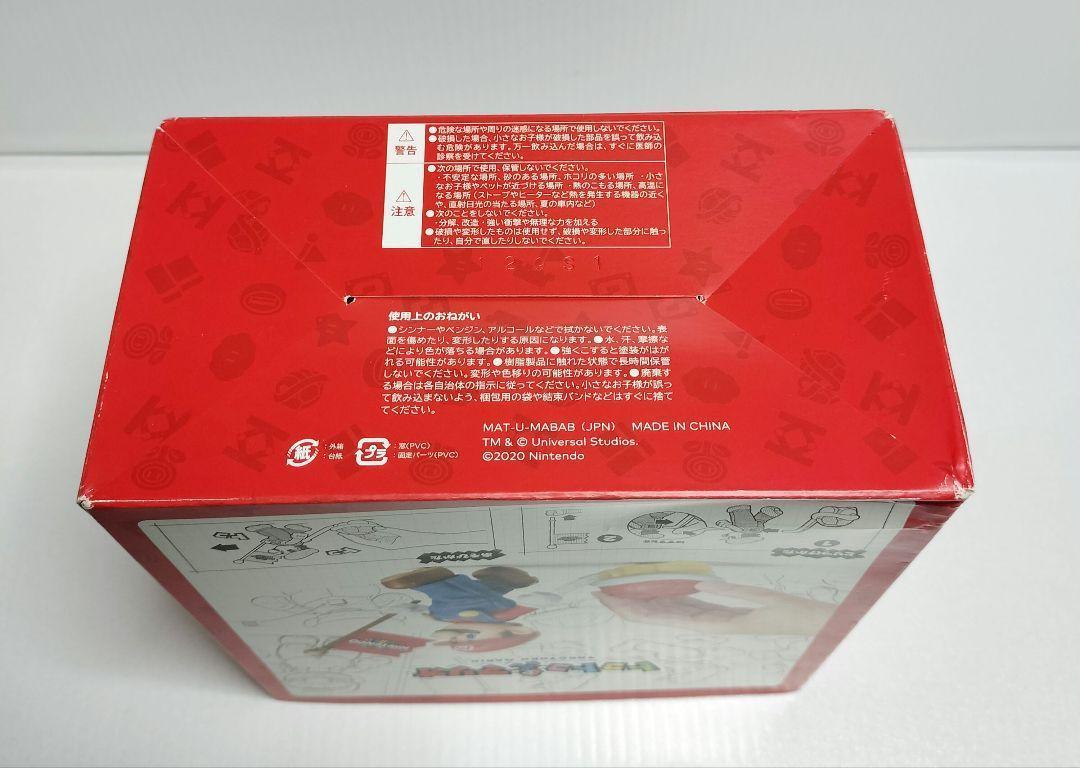 警告
●危険な場所や周りの迷惑になる場所で使用しないでください。
●破損した場合、小さなお子様が破損した部品を誤って飲み込
む危険があります。万一飲み込んだ場合は、すぐに医師の
診察を受けてください。
注意
●次の場所で使用、保管しないでください。
・不安定な場所、砂のある場所、ホコリの多い場所 ・小さ
なお子様やペットが近づける場所 ・熱のこもる場所、高温に
なる場所(ストーブやヒーターなど熱を発生する機器の近く
や、直射日光の当たる場所、夏の車内など)
●次のことをしないでください。
・分解、改造 ・強い衝撃や無理な力を加える
●破損や変形したものは使用せず、破損や変形した部分に触っ
たり、自分で直したりしないでください。
使用上のおねがい
●シンナーやベンジン、アルコールなどで拭かないでください。表
面を傷めたり、変形したりする原因になります。●水、汗、摩擦な
どにより色が落ちる場合があります。●強くこすると塗装がはが
れる可能性があります。●樹脂製品に触れた状態で長時間保管
しないでください。変形や色移りの可能性があります。●廃棄す
る場合は各自治体の指示に従ってください。小さなお子様が誤っ
て飲み込まないよう、梱包用の袋や結束バンドなどはすぐに捨て
てください。
MAT-U-MABAB (JPN) MADE IN CHINA
TM & © Universal Studios.
©2020 Nintendo
紙 :外箱
:台紙
プラ :窓(PVC)
:固定パーツ(PVC)
あそびかた